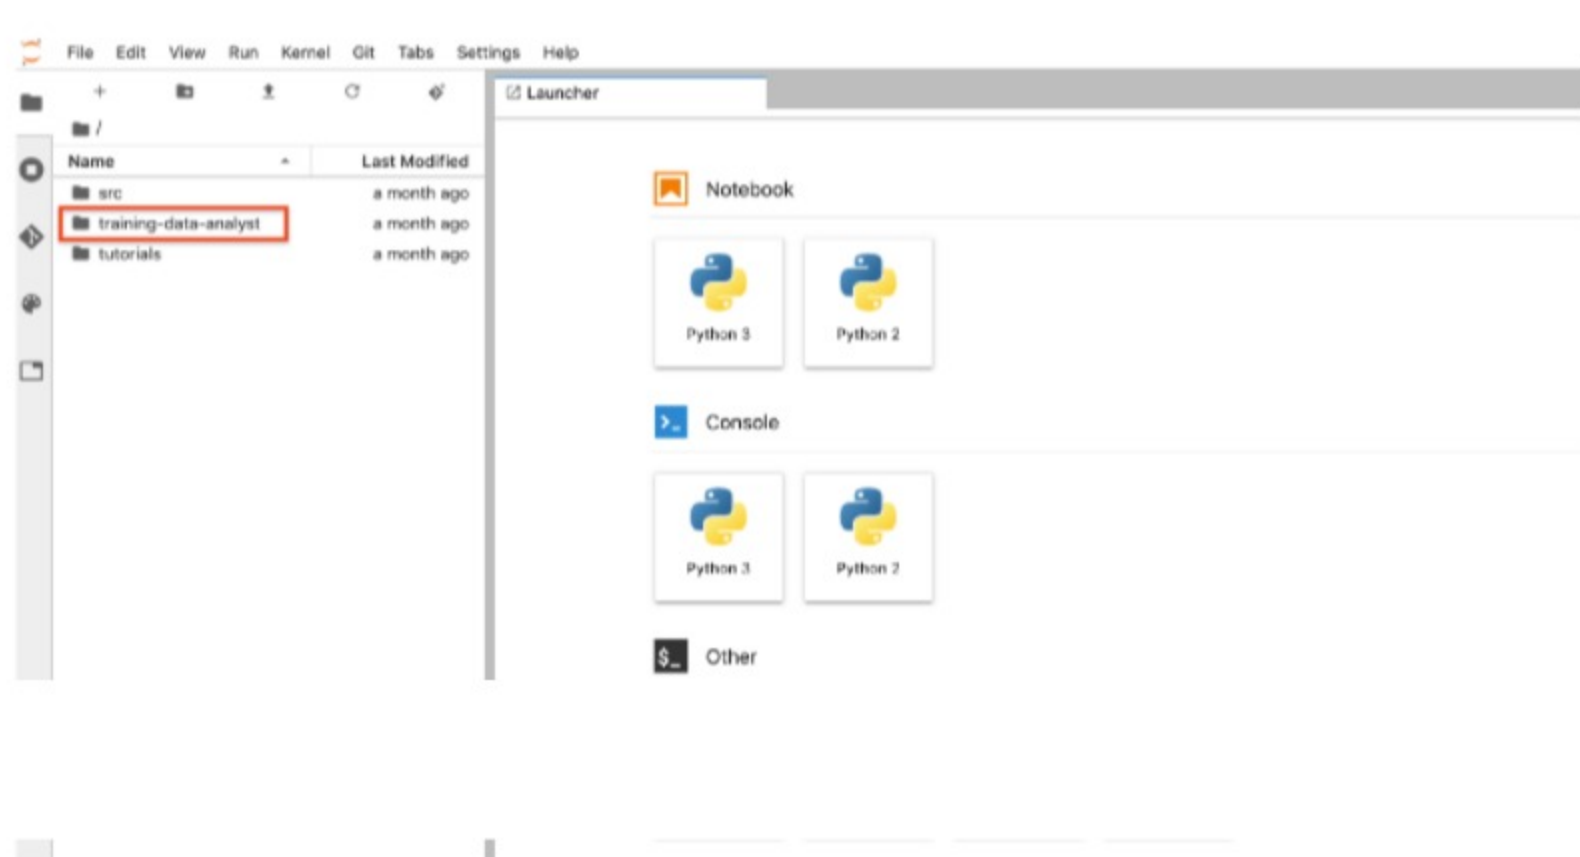 File Edit View Run Kernel Git Tabs Settings Help
Launcher
/
Name Last Modified
src a month ago
training-data-analyst a month ago
tutorials a month ago
Notebook
Python 3 Python 2
>_ Console
Python 3 Python 2
$_ Other